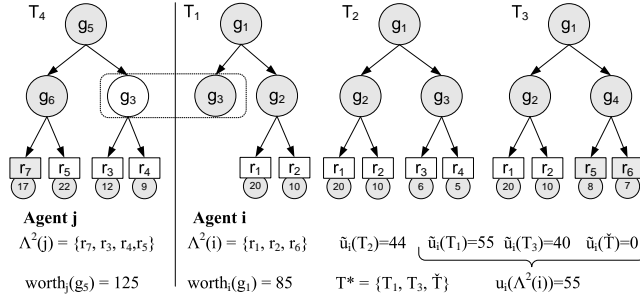 T₄ T₁ T₂ T₃
g₅ g₁ g₁ g₁
g₆ g₃ g₃ g₂ g₂ g₃ g₂ g₄
r₇ r₅ r₃ r₄ r₁ r₂ r₁ r₂ r₃ r₄ r₁ r₂ r₅ r₆
17 22 12 9 20 10 20 10 6 5 20 10 8 7
Agent j Agent i
Λ²(j) = {r₇, r₃, r₄,r₅} Λ²(i) = {r₁, r₂, r₆} ũᵢ(T₂)=44 ũᵢ(T₁)=55 ũᵢ(T₃)=40 ũᵢ(Ť)=0
worthⱼ(g₅) = 125 worthᵢ(g₁) = 85 T* = {T₁, T₃, Ť} uᵢ(Λ²(i))=55